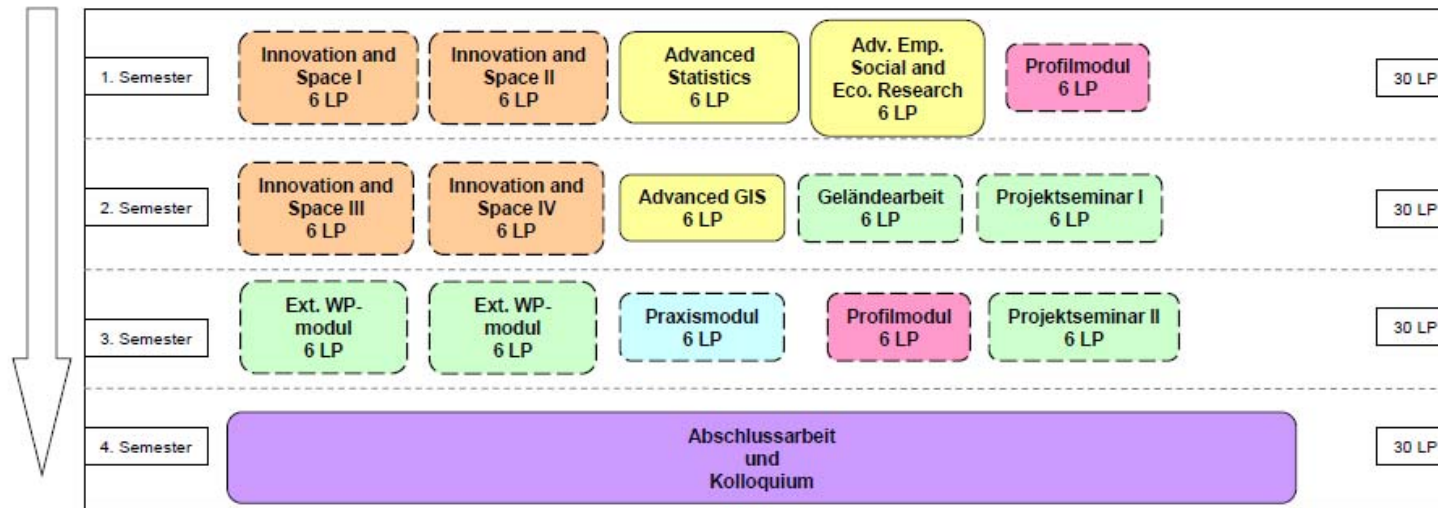 1. Semester
Innovation and
Space I
6 LP
Innovation and
Space II
6 LP
Advanced
Statistics
6 LP
Adv. Emp.
Social and
Eco. Research
6 LP
Profilmodul
6 LP
30 LP
2. Semester
Innovation and
Space III
6 LP
Innovation and
Space IV
6 LP
Advanced GIS
6 LP
Geländearbeit
6 LP
Projektseminar I
6 LP
30 LP
3. Semester
Ext. WP-
modul
6 LP
Ext. WP-
modul
6 LP
Praxismodul
6 LP
Profilmodul
6 LP
Projektseminar II
6 LP
30 LP
4. Semester
Abschlussarbeit
und
Kolloquium
30 LP